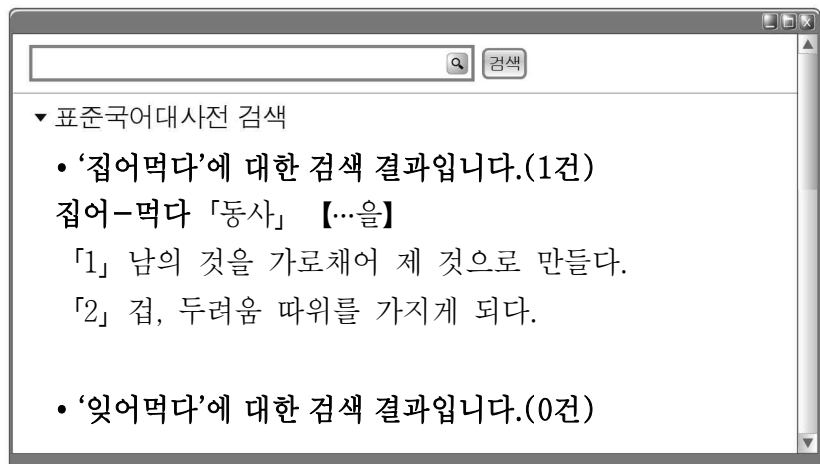 검색
▼ 표준국어대사전 검색
• ‘집어먹다’에 대한 검색 결과입니다.(1건)
집어-먹다 「동사」 【…을】
「1」 남의 것을 가로채어 제 것으로 만들다.
「2」 겁, 두려움 따위를 가지게 되다.
• ‘잊어먹다’에 대한 검색 결과입니다.(0건)